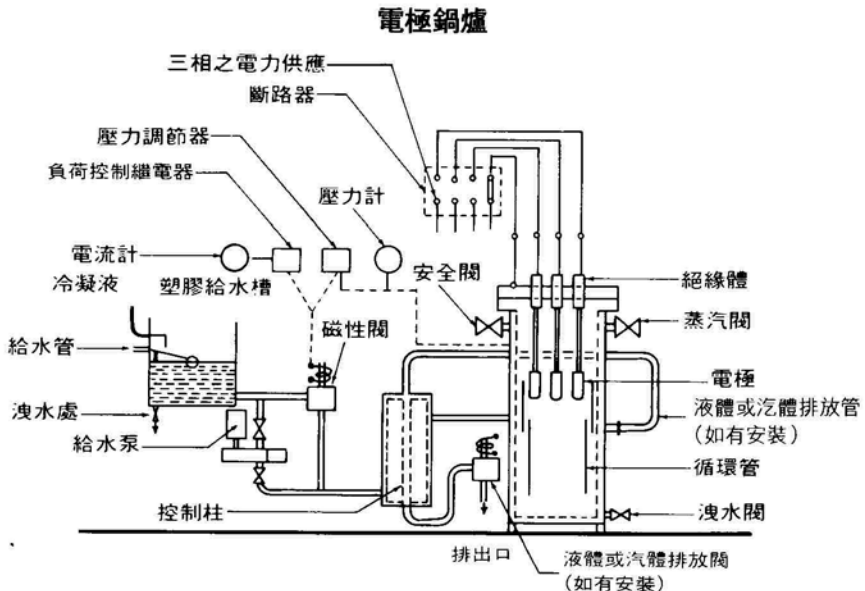 電極鍋爐
三相之電力供應
斷路器
壓力調節器
負荷控制繼電器
壓力計
電流計
冷凝液
塑膠給水槽
安全閥
絕緣體
給水管
磁性閥
蒸汽閥
電極
洩水處
給水泵
液體或汽體排放管
(如有安裝)
循環管
控制柱
洩水閥
排出口
液體或汽體排放閥
(如有安裝)